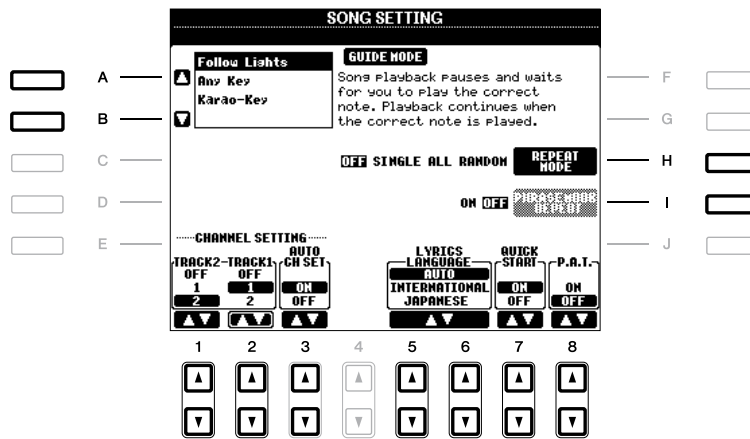 SONG SETTING
Follow Lights
Any Key
Karao-Key
GUIDE MODE
Song Playback Pauses and waits
for you to Play the correct
note. Playback continues when
the correct note is Played.
A
B
C
D
E
F
G
H
I
J
OFF SINGLE ALL RANDOM
REPEAT
MODE
ON OFF
PHRASE MARK
REPEAT
CHANNEL SETTING
TRACK2
OFF
1
2
TRACK1
OFF
1
2
AUTO
CH SET
ON
OFF
LYRICS
LANGUAGE
AUTO
INTERNATIONAL
JAPANESE
QUICK
START
ON
OFF
P.A.T.
ON
OFF
1 2 3 4 5 6 7 8